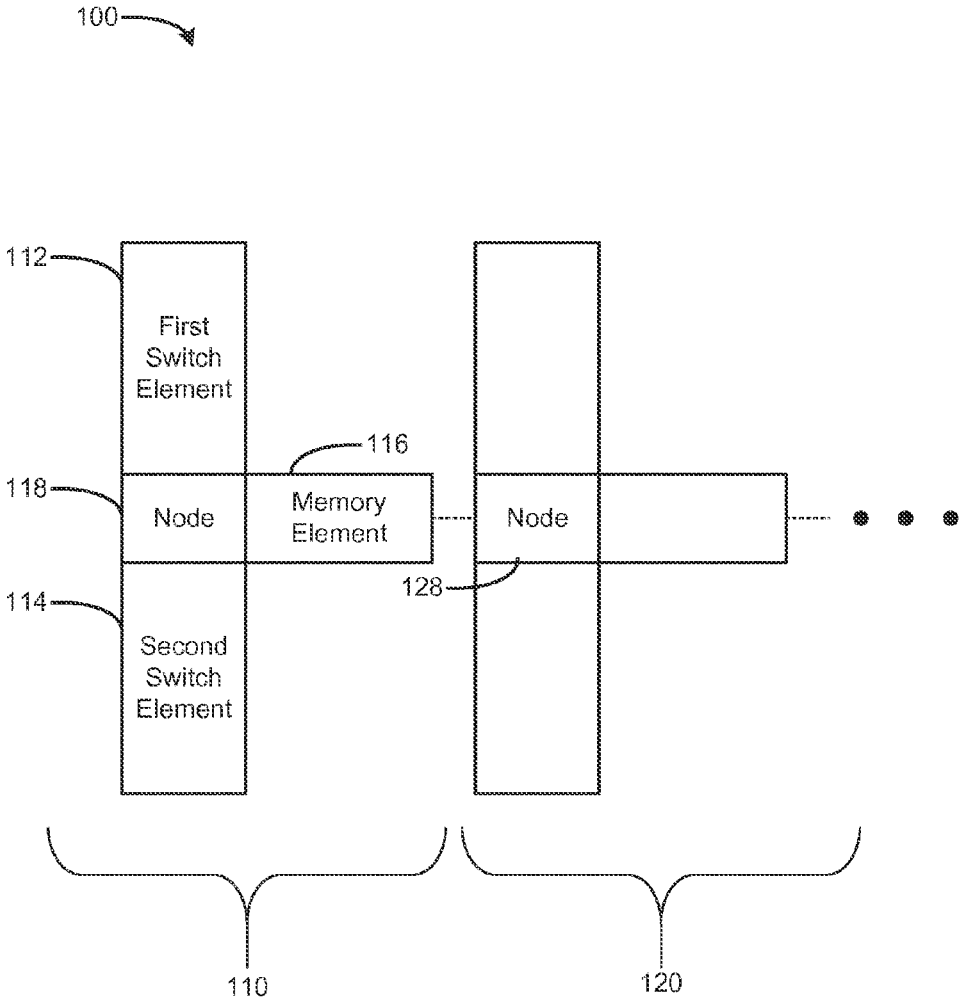 100
112
First
Switch
Element
116
118
Node
Memory
Element
Node
128
114
Second
Switch
Element
110
120